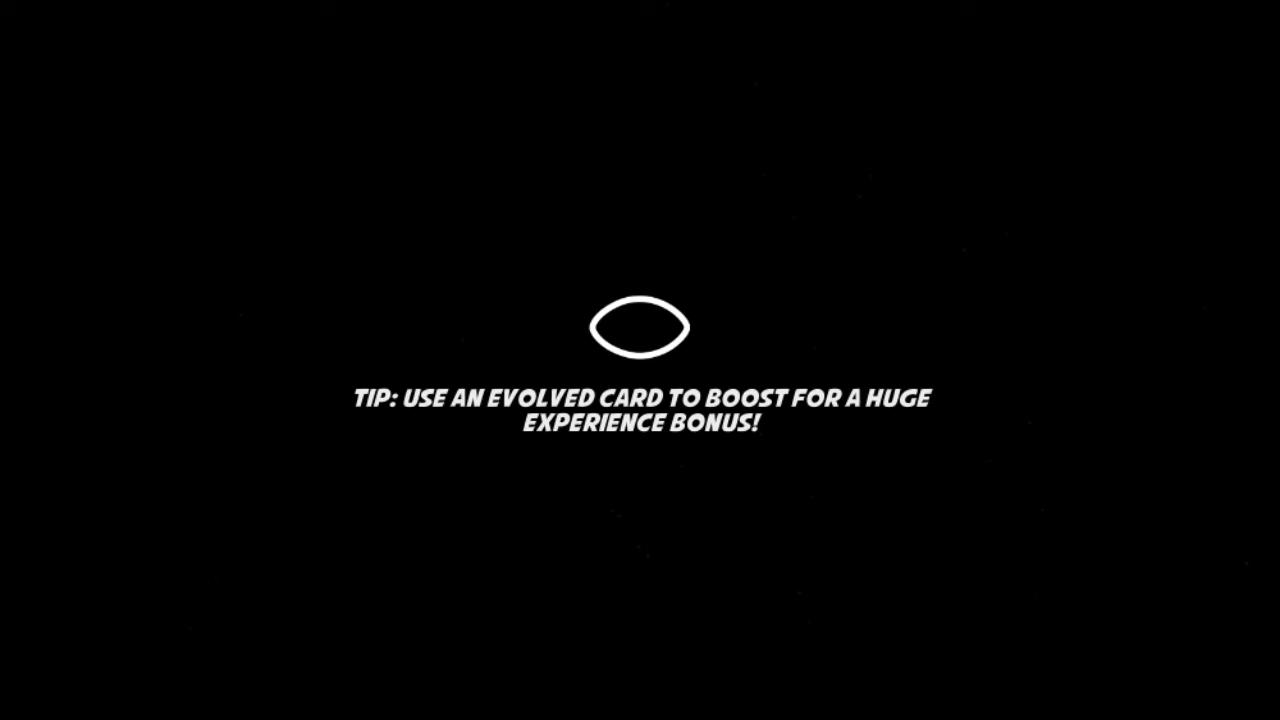 TIP: USE AN EVOLVED CARD TO BOOST FOR A HUGE
EXPERIENCE BONUS!